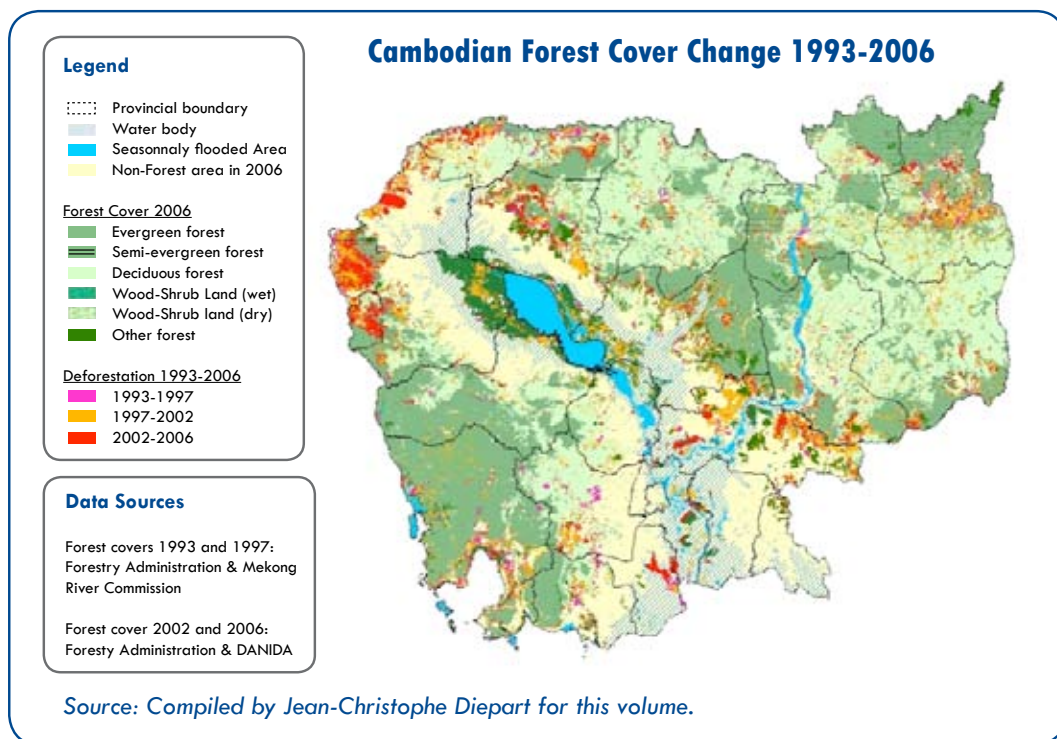 Cambodian Forest Cover Change 1993-2006
Legend
Provincial boundary
Water body
Seasonnaly flooded Area
Non-Forest area in 2006
Forest Cover 2006
Evergreen forest
Semi-evergreen forest
Deciduous forest
Wood-Shrub Land (wet)
Wood-Shrub land (dry)
Other forest
Deforestation 1993-2006
1993-1997
1997-2002
2002-2006
Data Sources
Forest covers 1993 and 1997:
Forestry Administration & Mekong
River Commission
Forest cover 2002 and 2006:
Foresty Administration & DANIDA
Source: Compiled by Jean-Christophe Diepart for this volume.